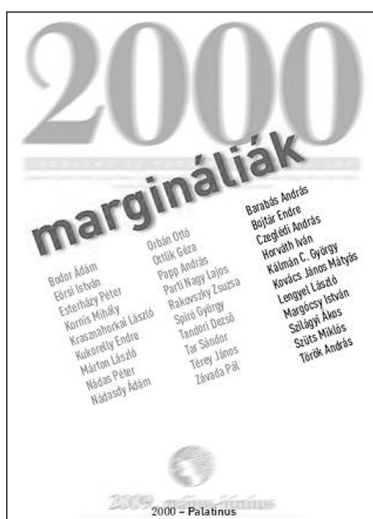 2000
margináliák
Bodor Ádám
Eörsi István
Esterházy Péter
Kornis Mihály
Krasznahorkai László
Kukorelly Endre
Márton László
Nádas Péter
Nádasdy Ádám
Orbán Ottó
Ottlik Géza
Papp András
Parti Nagy Lajos
Rakovszky Zsuzsa
Spiró György
Tandori Dezső
Tar Sándor
Térey János
Závada Pál
Barabás András
Bojtár Endre
Czeglédi András
Horváth Iván
Kálmán C. György
Kovács János Mátyás
Lengyel László
Margócsy István
Szilágyi Ákos
Szüts Miklós
Török András
május-június
2000 – Palatinus